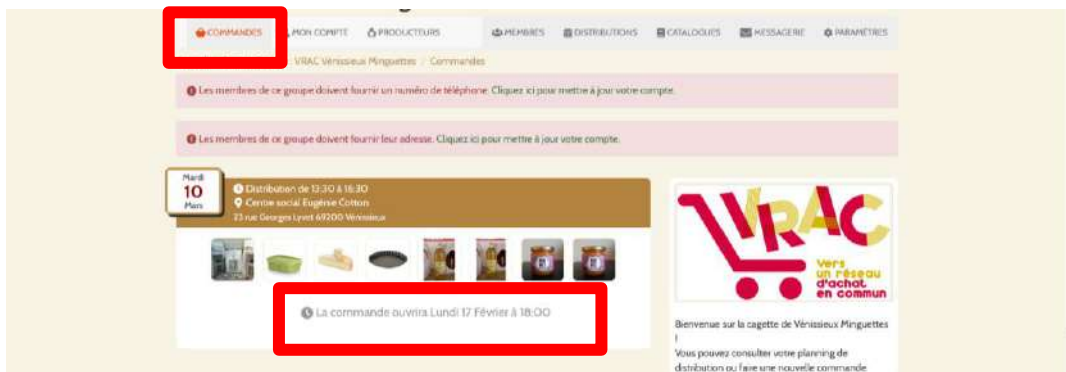 COMMANDES MON COMPTE PRODUCTEURS MEMBRES DISTRIBUTIONS CATALOGUES MESSAGERIE PARAMÈTRES
VRAC Vénissieux Minguettes / Commandes
Les membres de ce groupe doivent fournir un numéro de téléphone. Cliquez ici pour mettre à jour votre compte.
Les membres de ce groupe doivent fournir leur adresse. Cliquez ici pour mettre à jour votre compte.
Mardi
10
Mars
Distribution de 13:30 à 16:30
Centre social Eugénie Cotton
23 rue Georges Lyvet 69200 Vénissieux
La commande ouvrira Lundi 17 Février à 18:00
VRAC
Vers
un réseau
d'achat
en commun
Bienvenue sur la cagette de Vénissieux Minguettes
!
Vous pouvez consulter votre planning de
distribution ou faire une nouvelle commande